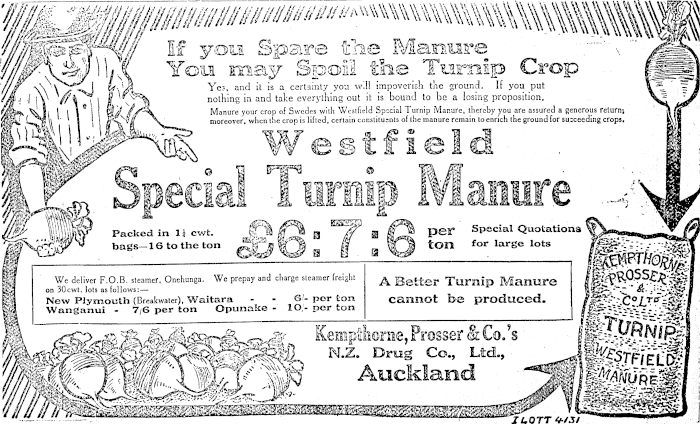 If you Spare the Manure
You may Spoil the Turnip Crop
Yes, and it is a certainty you will impoverish the ground. If you put
nothing in and take everything out it is bound to be a losing proposition.
Manure your crop of Swedes with Westfield Special Turnip Manure, thereby you are assured a generous return;
moreover, when the crop is lifted, certain constituents of the manure remain to enrich the ground for succeeding crops.
Westfield
Special Turnip Manure
Packed in 1¼ cwt.
bags—16 to the ton
£6:7:6 per ton
Special Quotations
for large lots
We deliver F.O.B. steamer, Onehunga. We prepay and charge steamer freight
on 30 cwt. lots as follows:—
New Plymouth (Breakwater), Waitara - - 6/- per ton
Wanganui - 7/6 per ton Opunake - 10/- per ton
A Better Turnip Manure
cannot be produced.
Kempthorne, Prosser & Co.'s
N.Z. Drug Co., Ltd.,
Auckland
KEMPTHORNE
PROSSER
& Co LTD
TURNIP
WESTFIELD
MANURE
ILOTT 4/31